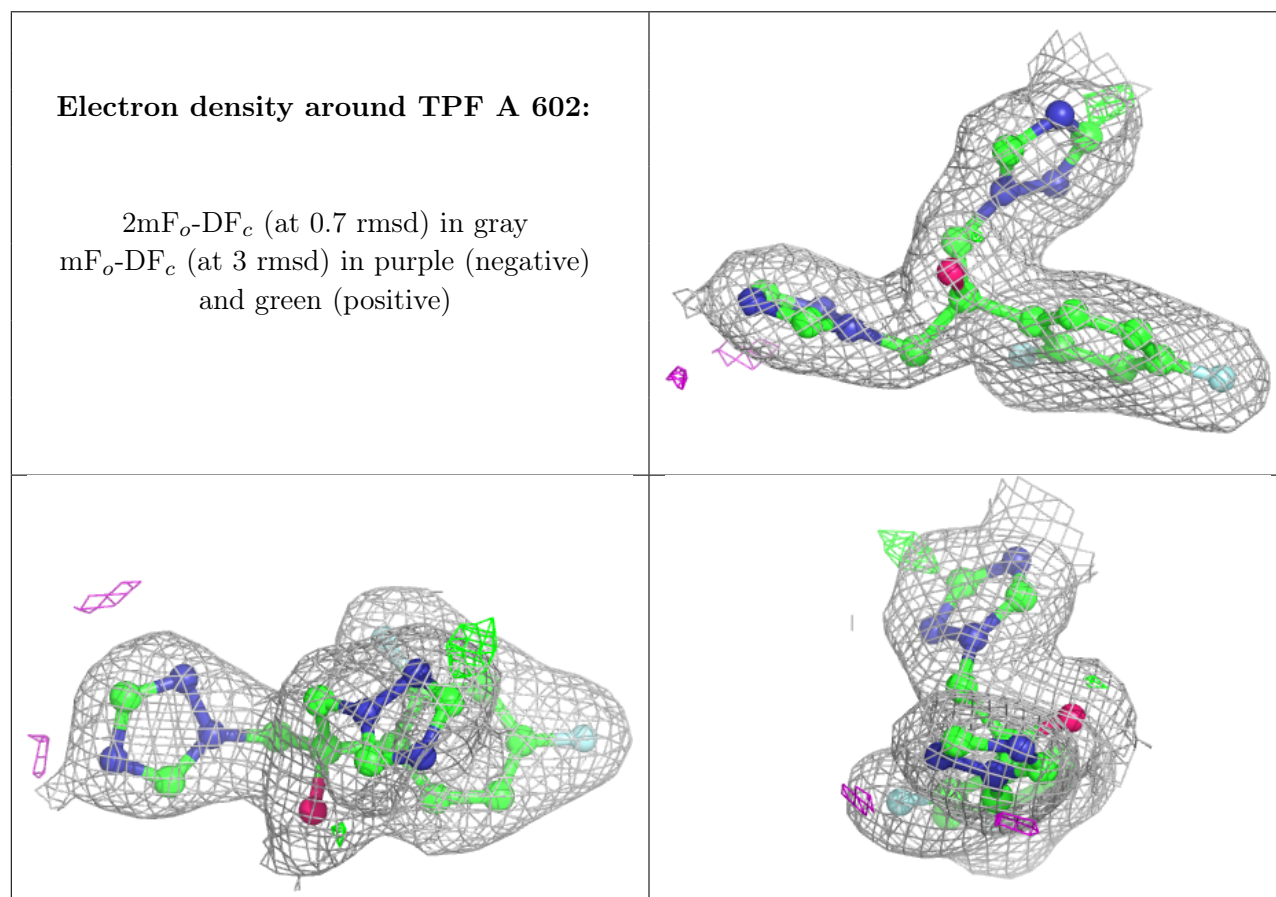 Electron density around TPF A 602:
2mFo-DFc (at 0.7 rmsd) in gray
mFo-DFc (at 3 rmsd) in purple (negative)
and green (positive)